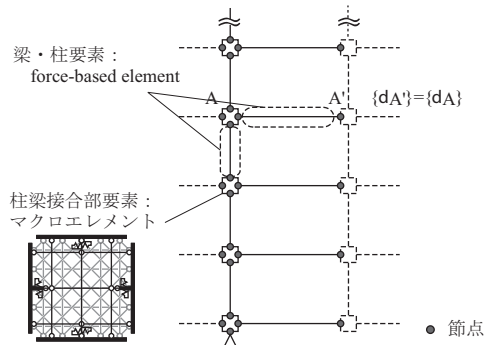 梁・柱要素：
force-based element
A
A'
{dA'}={dA}
柱梁接合部要素：
マクロエレメント
節点